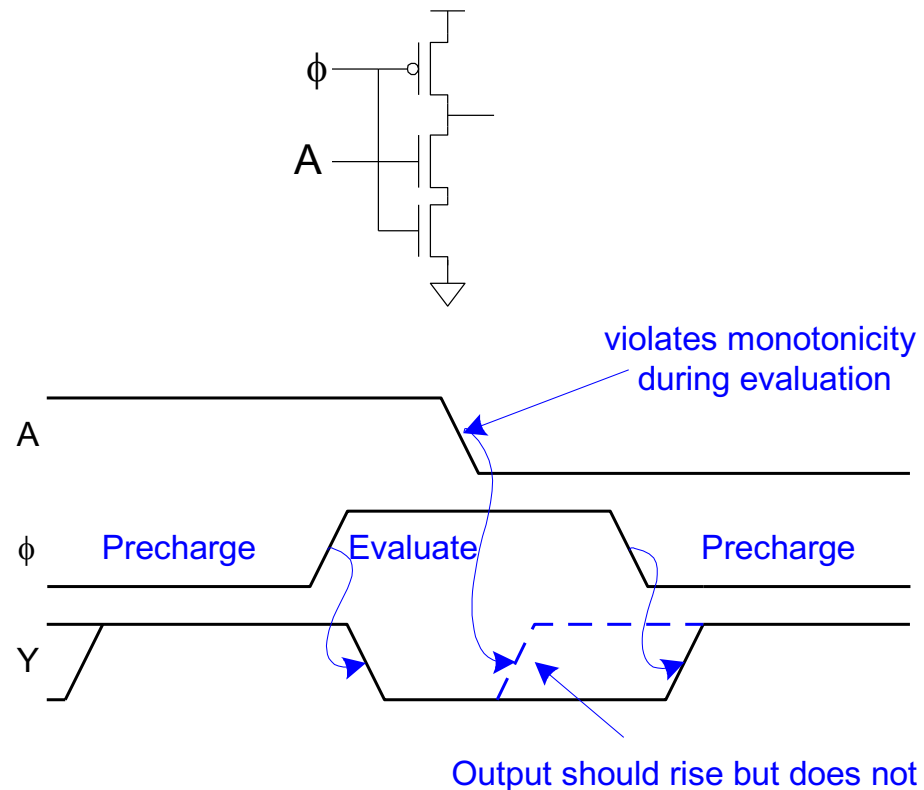 ϕ
A
violates monotonicity
during evaluation
A
ϕ
Precharge
Evaluate
Precharge
Y
Output should rise but does not